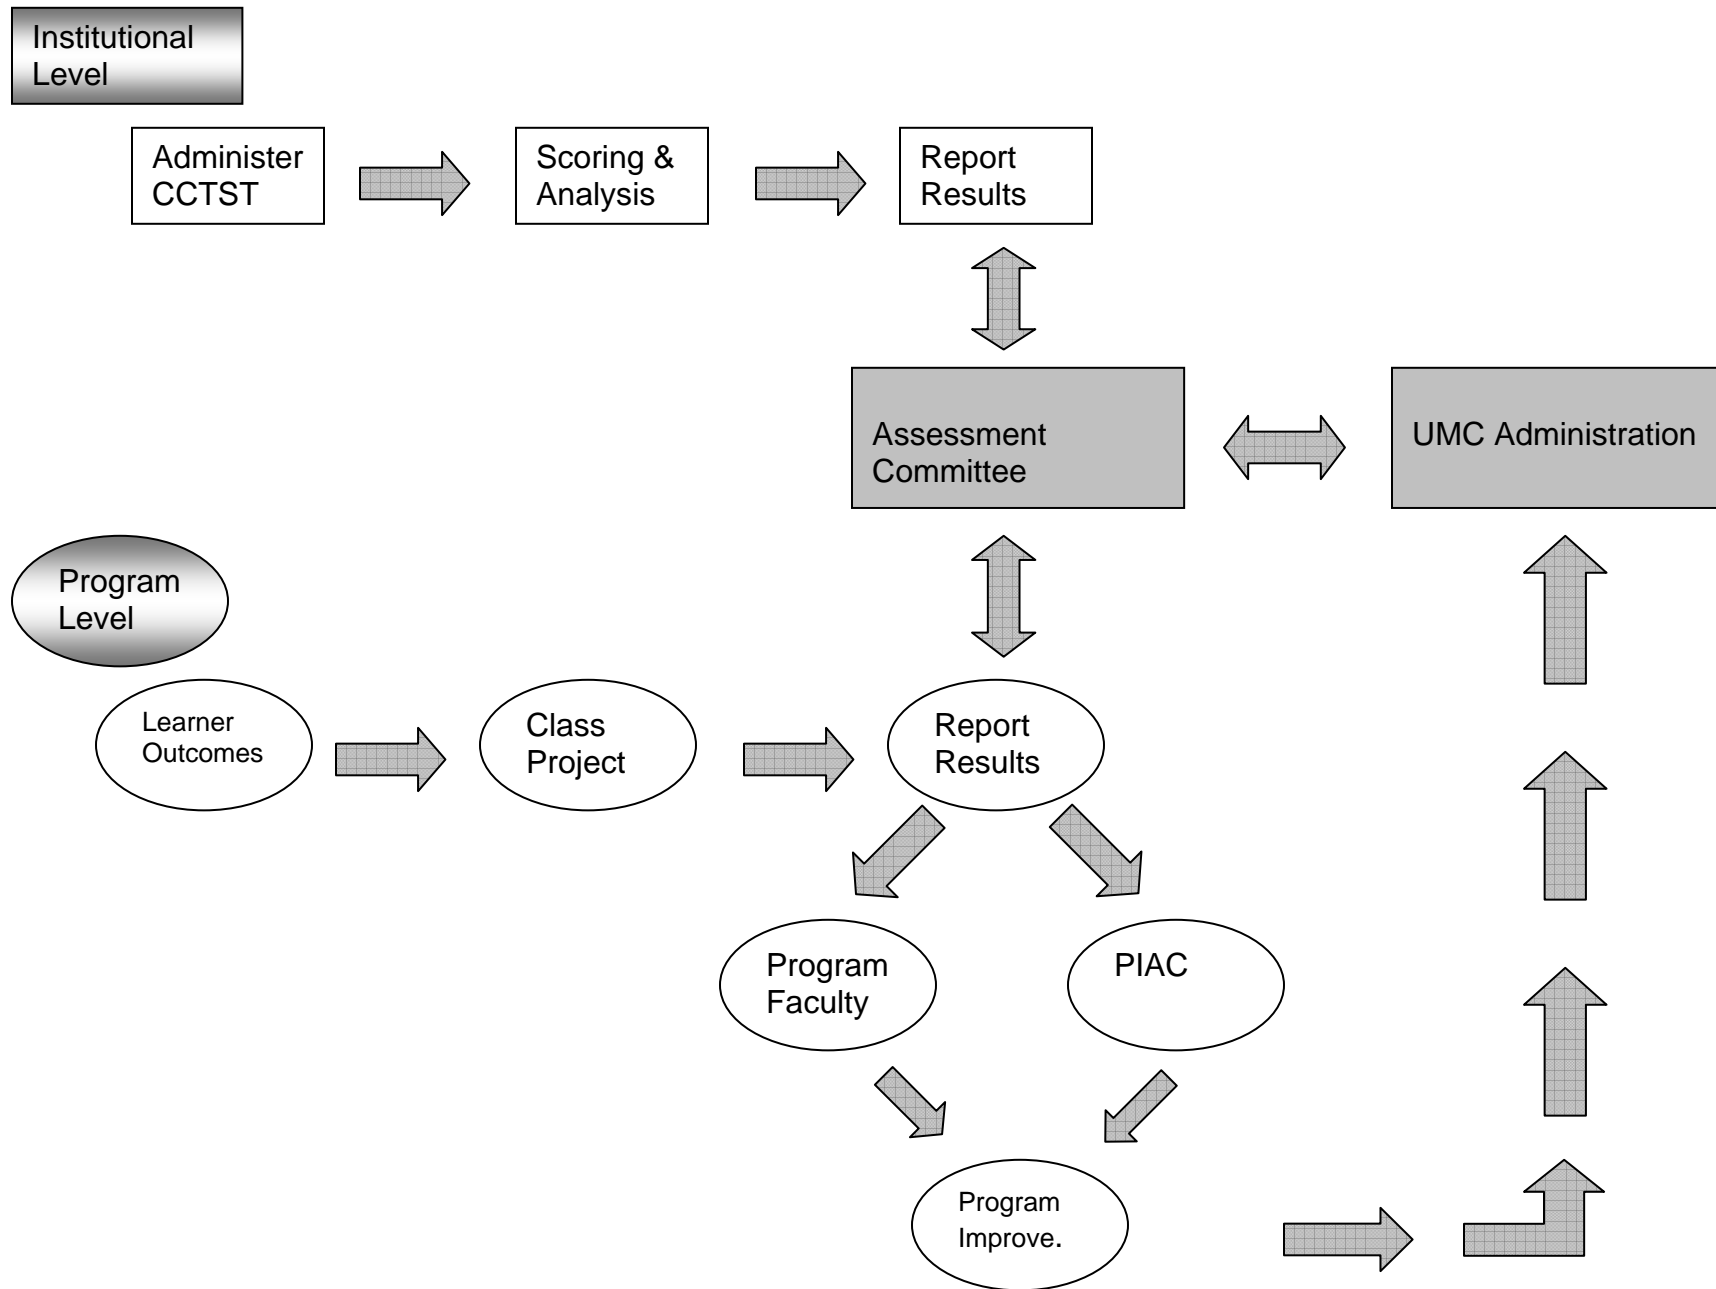 Institutional
Level
Administer
CCTST
Scoring &
Analysis
Report
Results
Assessment
Committee
UMC Administration
Program
Level
Learner
Outcomes
Class
Project
Report
Results
Program
Faculty
PIAC
Program
Improve.